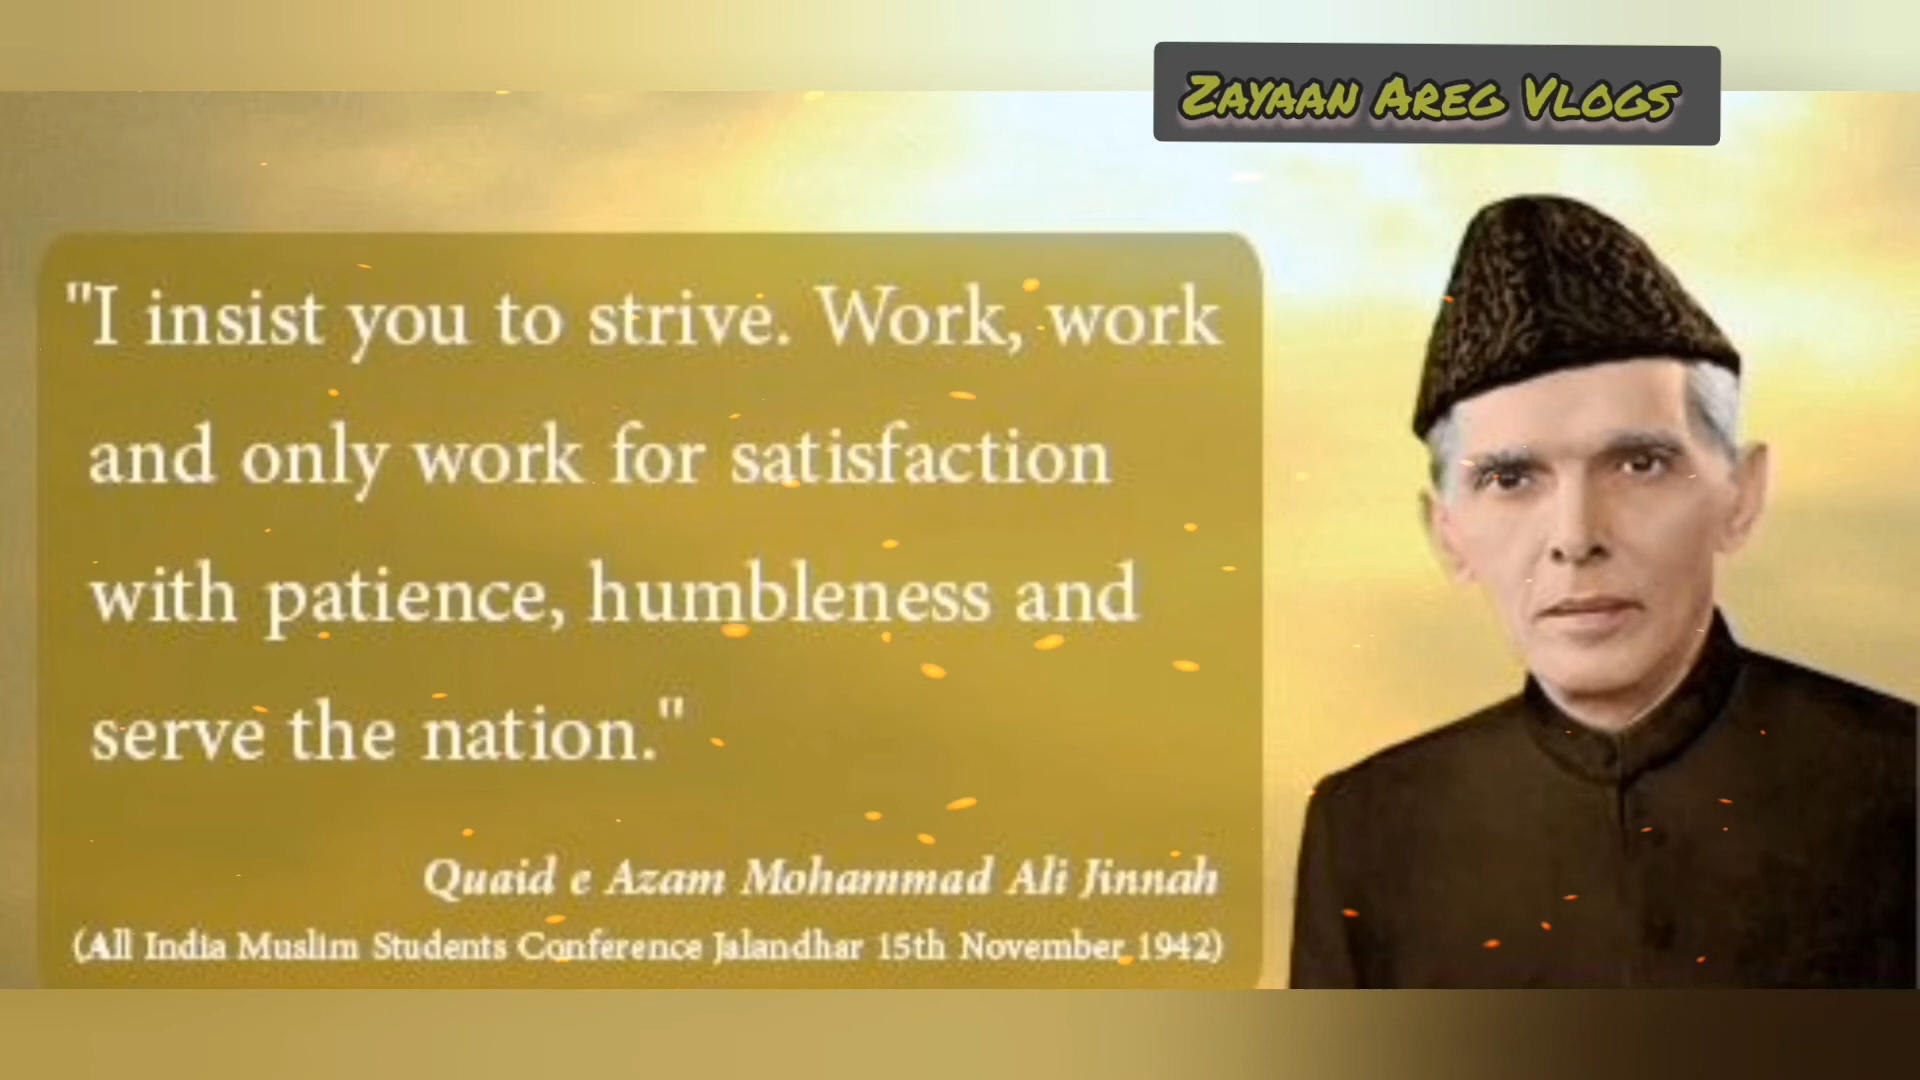 Zayaan Areg Vlogs
"I insist you to strive. Work, work
and only work for satisfaction
with patience, humbleness and
serve the nation."
Quaid e Azam Mohammad Ali Jinnah
(All India Muslim Students Conference Jalandhar 15th November 1942)